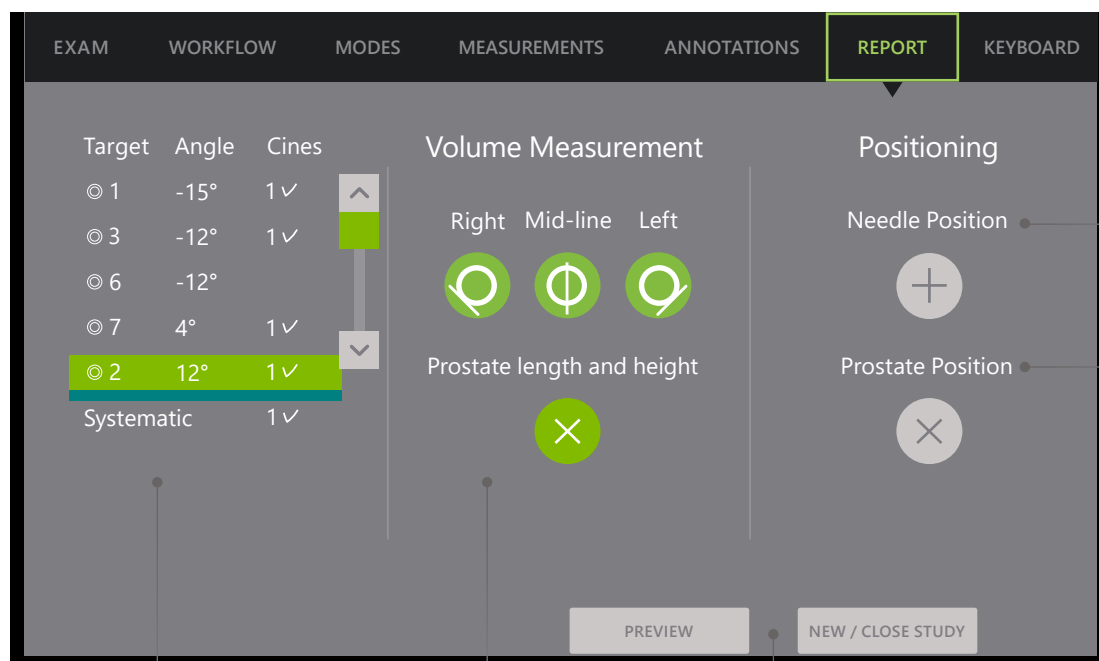 EXAM WORKFLOW MODES MEASUREMENTS ANNOTATIONS REPORT KEYBOARD
Target Angle Cines
1 -15° 1✓
3 -12° 1✓
6 -12°
7 4° 1✓
2 12° 1✓
Systematic 1✓
Volume Measurement
Right Mid-line Left
Prostate length and height
Positioning
Needle Position
Prostate Position
PREVIEW
NEW / CLOSE STUDY